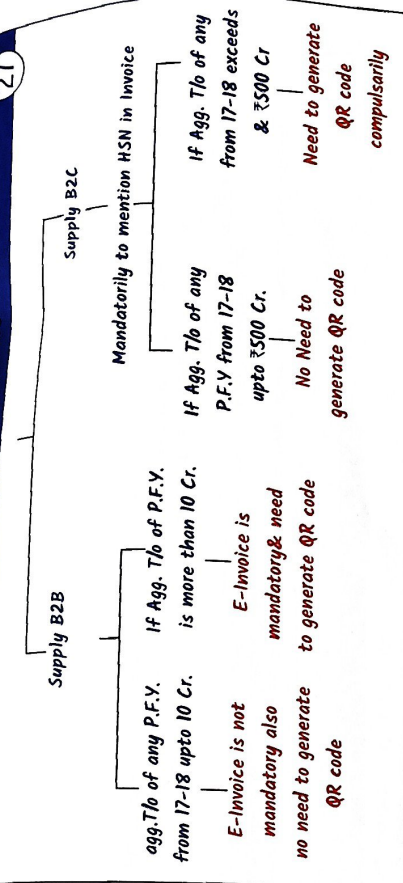 21
Supply B2B
agg.T/o of any P.F.Y.
from 17-18 upto 10 Cr.
E-Invoice is not
mandatory also
no need to generate
QR code
If Agg. T/o of P.F.Y.
is more than 10 Cr.
E-Invoice is
mandatory& need
to generate QR code
Supply B2C
Mandatorily to mention HSN in Invoice
If Agg. T/o of any
P.F.Y from 17-18
upto ₹500 Cr.
No Need to
generate QR code
If Agg. T/o of any
from 17-18 exceeds
& ₹500 Cr
Need to generate
QR code
compulsarily